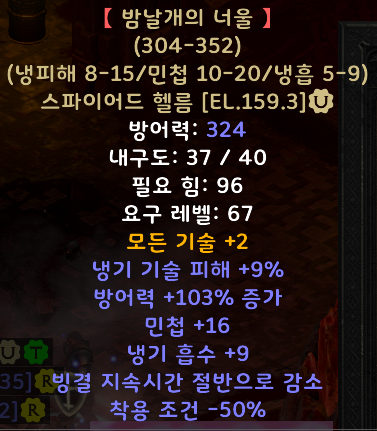 【 밤날개의 너울 】
(304-352)
(냉피해 8-15/민첩 10-20/냉흡 5-9)
스파이어드 헬름 [EL.159.3]U
방어력: 324
내구도: 37 / 40
필요 힘: 96
요구 레벨: 67
모든 기술 +2
냉기 기술 피해 +9%
방어력 +103% 증가
민첩 +16
냉기 흡수 +9
U T
35]R빙결 지속시간 절반으로 감소
2]R 착용 조건 -50%